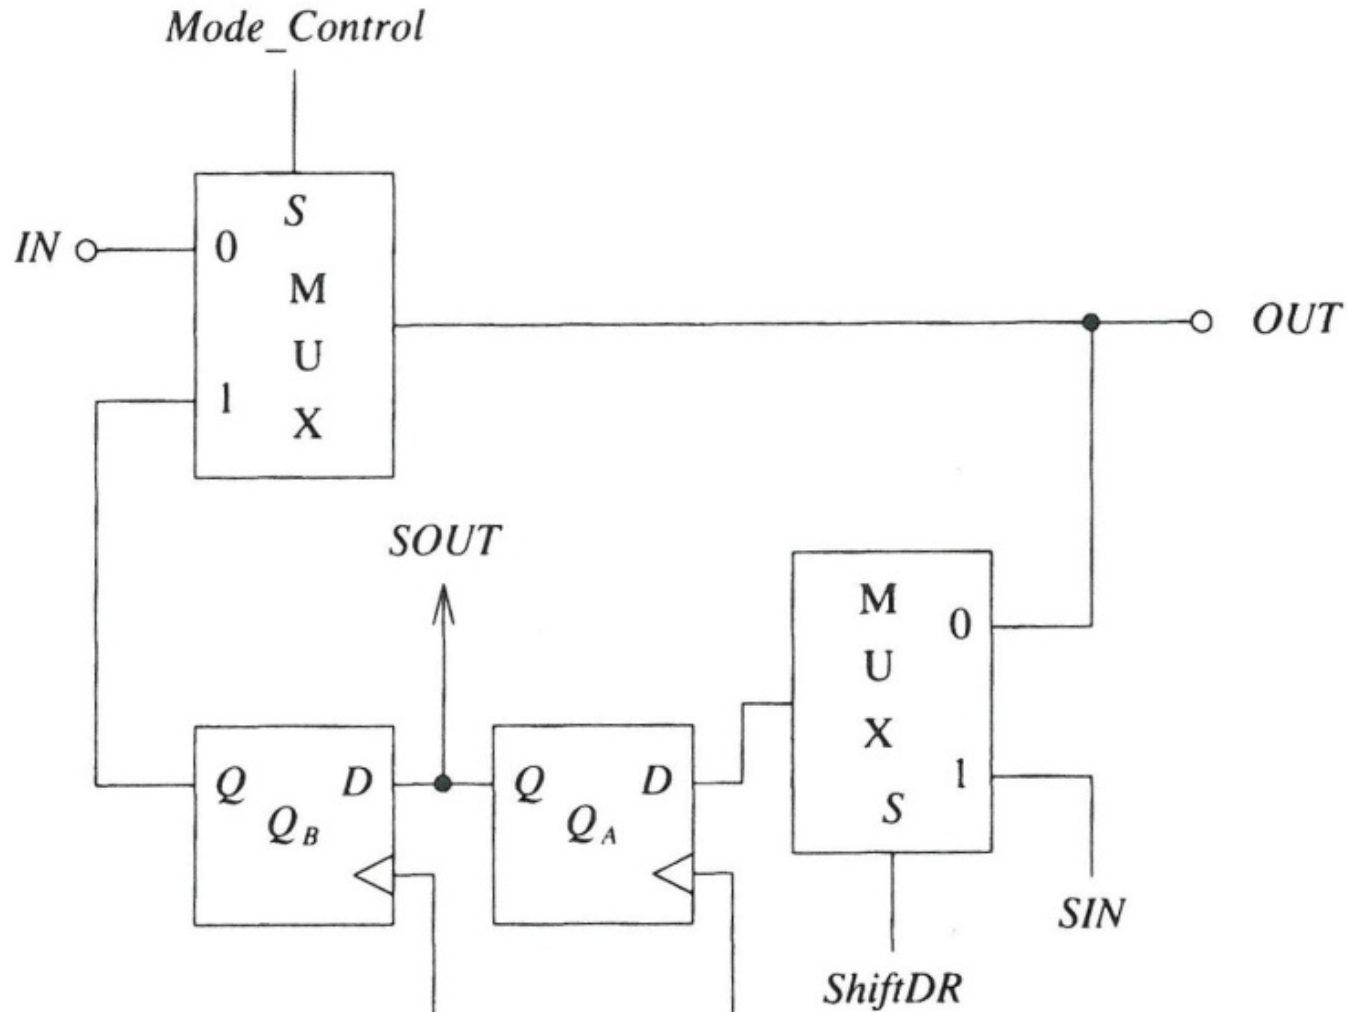 Mode_Control
S
IN
0
M
U
X
1
OUT
SOUT
M
U
X
S
0
1
Q
D
Q_B
Q
D
Q_A
SIN
ShiftDR